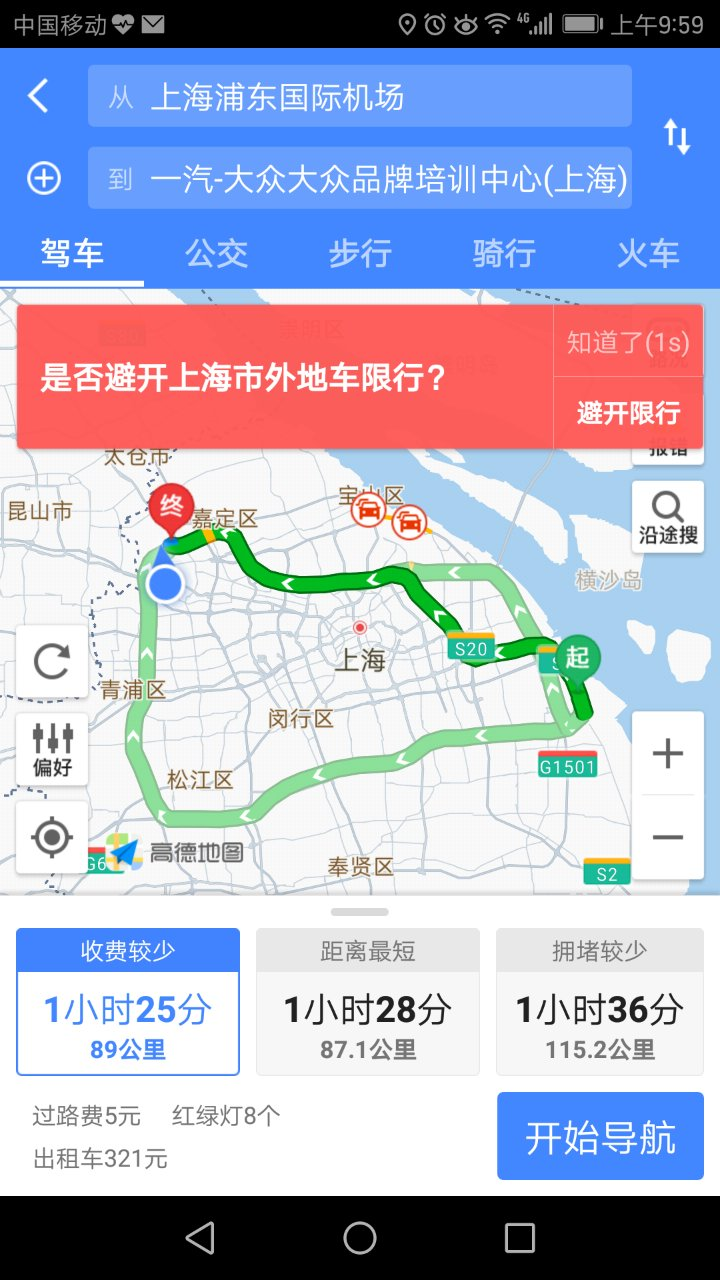 中国移动
4G
上午9:59
从 上海浦东国际机场
到 一汽-大众大众品牌培训中心(上海)
驾车 公交 步行 骑行 火车
崇明区
是否避开上海市外地车限行?
知道了(1s)
避开限行
报错
太仓市
昆山市
嘉定区
宝山区
终
沿途搜
横沙岛
S20
起
上海
青浦区
闵行区
偏好
松江区
G1501
高德地图
奉贤区
S2
收费较少
1小时25分
89公里
距离最短
1小时28分
87.1公里
拥堵较少
1小时36分
115.2公里
过路费5元 红绿灯8个
出租车321元
开始导航